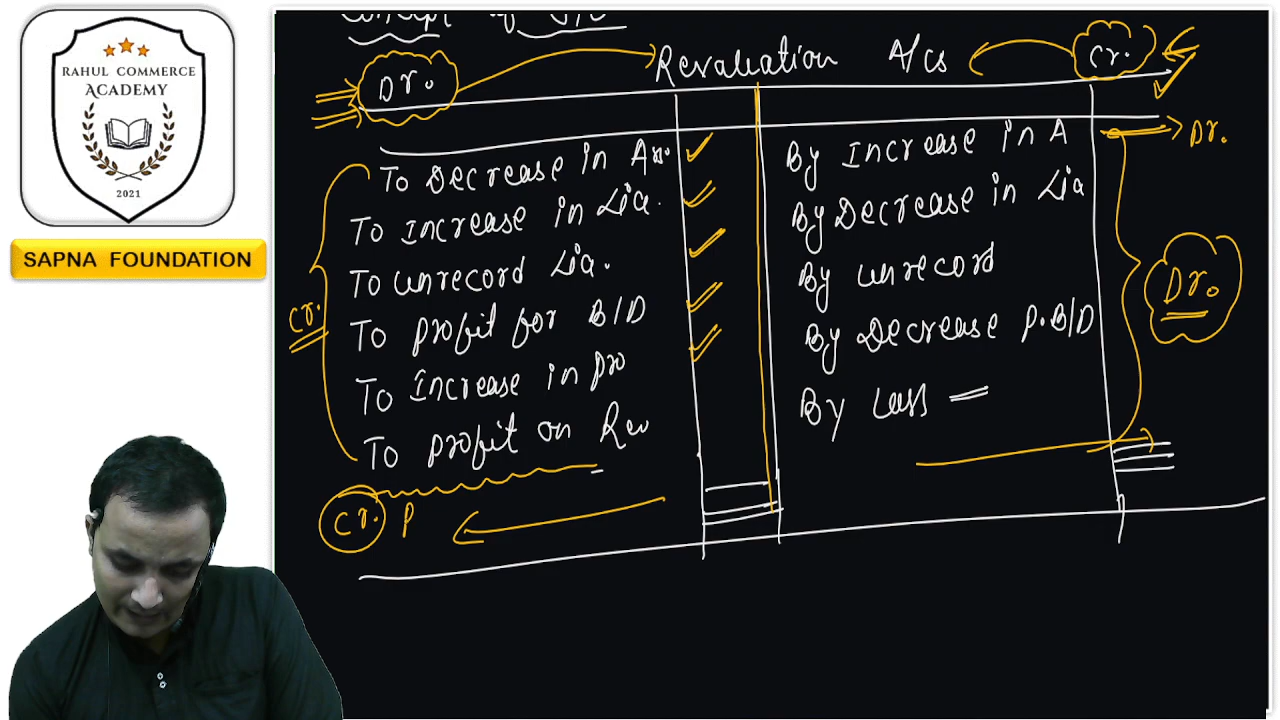 Concept of
RAHUL COMMERCE
ACADEMY
2021
SAPNA FOUNDATION
Dr. Revaluation A/cs Cr.
Dr.
To Decrease in Ass.
To Increase in Lia.
To unrecord Lia.
To profit for B/D
To Increase in pro
To profit on Rev
Cr.
Cr. P
By Increase in A
By Decrease in Lia
By unrecord
By Decrease P.B/D
By Loss
Dr.